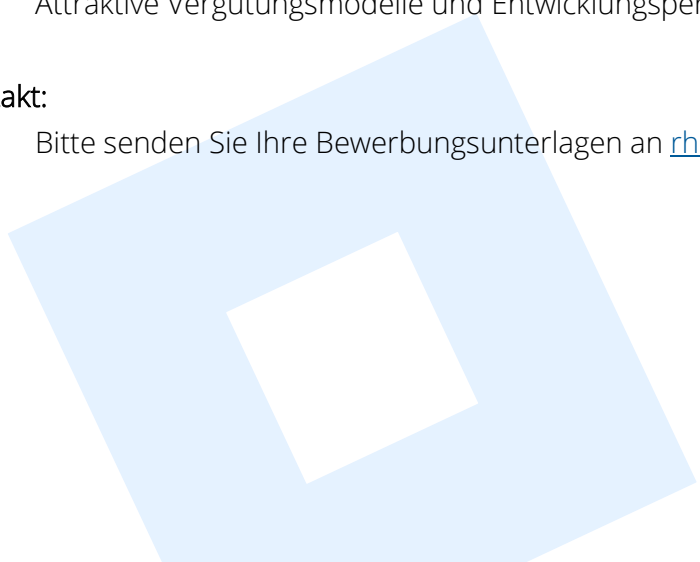 Attraktive Vergütungsmodelle und Entwicklungsper
akt:
Bitte senden Sie Ihre Bewerbungsunterlagen an rh